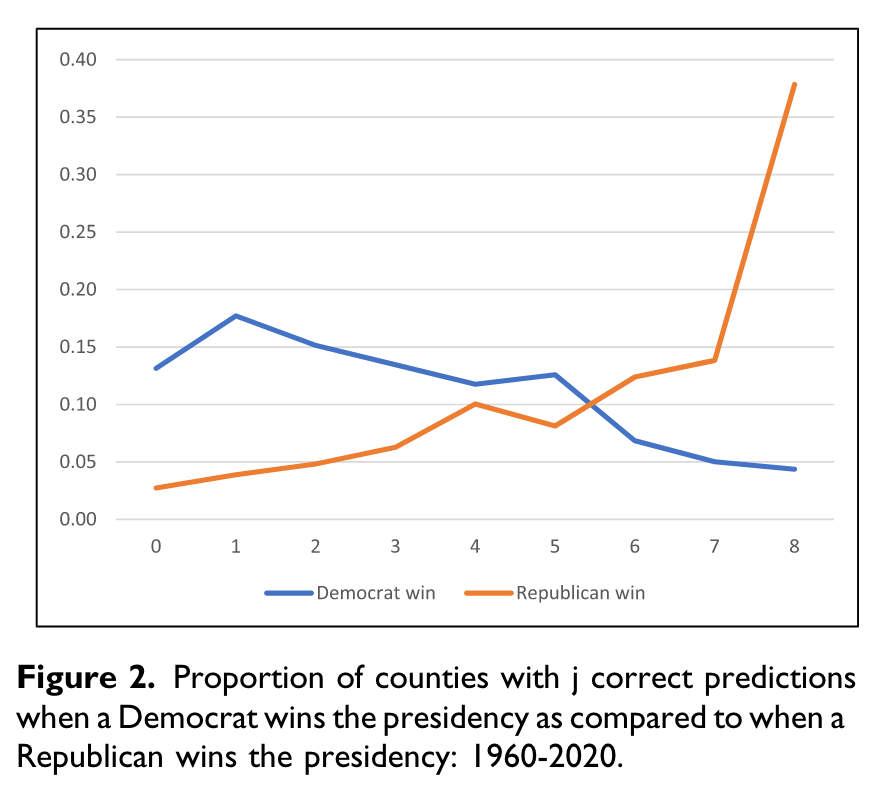 0.40
0.35
0.30
0.25
0.20
0.15
0.10
0.05
0.00
0 1 2 3 4 5 6 7 8
Democrat win Republican win
Figure 2. Proportion of counties with j correct predictions
when a Democrat wins the presidency as compared to when a
Republican wins the presidency: 1960-2020.